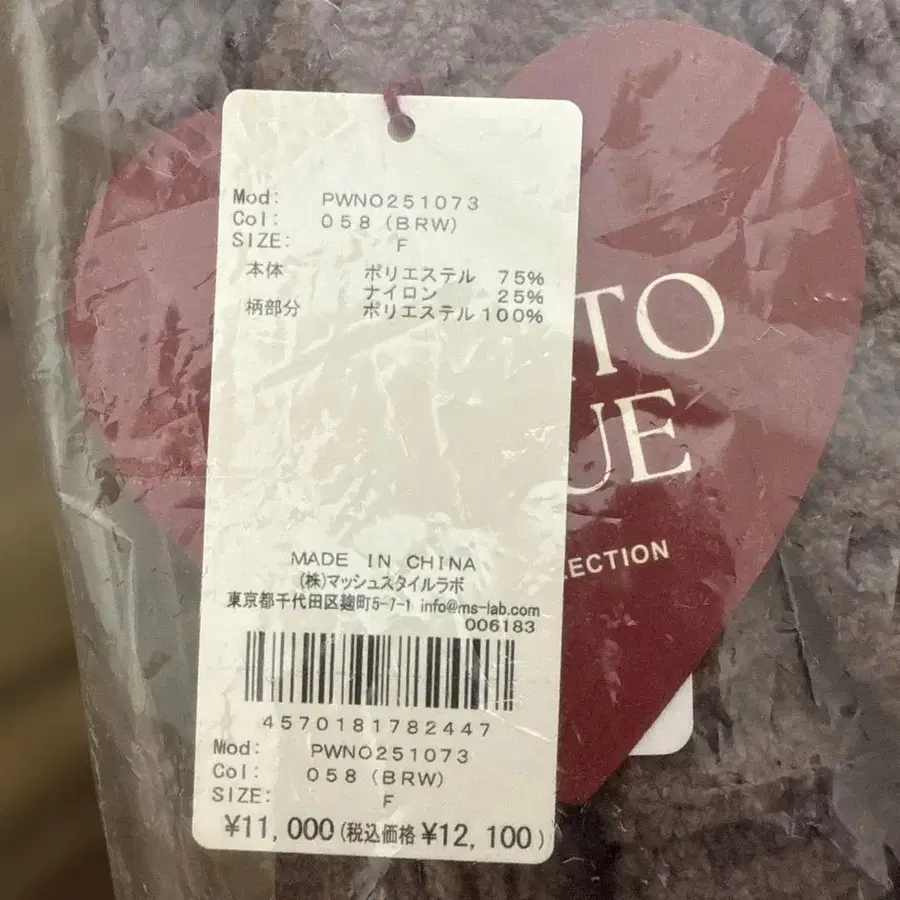 Mod: PWNO251073
Col: 058 (BRW)
SIZE: F
本体 ポリエステル 75%
ナイロン 25%
柄部分 ポリエステル 100%
MADE IN CHINA
(株)マッシュスタイルラボ
東京都千代田区麹町5-7-1 info@ms-lab.com
006183
4570181782447
Mod: PWNO251073
Col: 058 (BRW)
SIZE: F
¥11,000(税込価格 ¥12,100)
TO
UE
ECTION